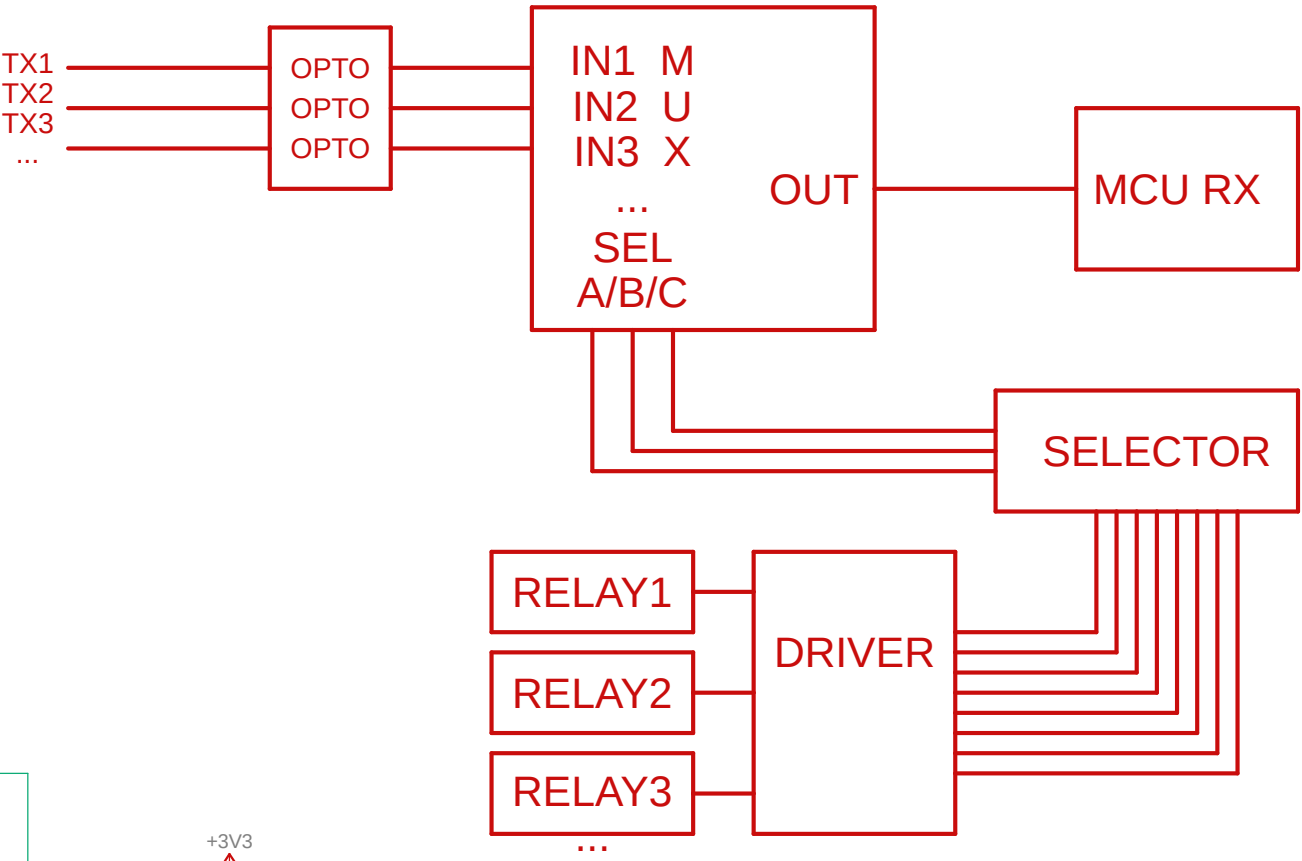 TX1
TX2
TX3
...
OPTO
OPTO
OPTO
IN1 M
IN2 U
IN3 X
...
SEL
A/B/C
OUT
MCU RX
SELECTOR
RELAY1
RELAY2
RELAY3
...
DRIVER
+3V3